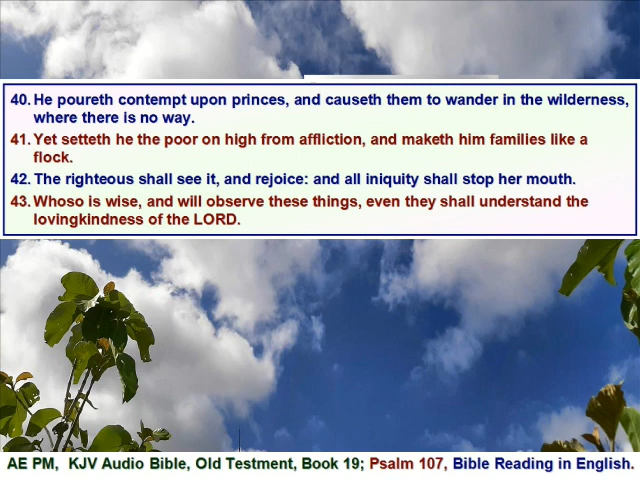 40. He poureth contempt upon princes, and causeth them to wander in the wilderness,
where there is no way.
41. Yet setteth he the poor on high from affliction, and maketh him families like a
flock.
42. The righteous shall see it, and rejoice: and all iniquity shall stop her mouth.
43. Whoso is wise, and will observe these things, even they shall understand the
lovingkindness of the LORD.
AE PM, KJV Audio Bible, Old Testment, Book 19; Psalm 107, Bible Reading in English.